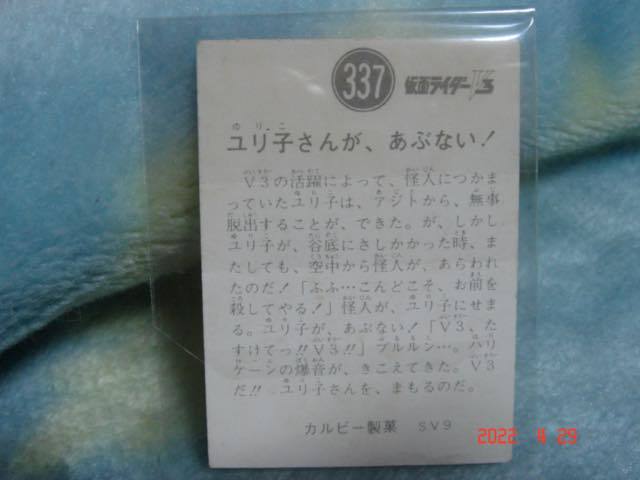 337 仮面ライダーV3
ユリ子さんが、あぶない!
V3の活躍によって、怪人につかま
っていたユリ子は、アジトから、無事
脱出することが、できた。が、しかし
ユリ子が、谷底にさしかかった時、ま
たしても、空中から怪人が、あらわれ
たのだ!「ふふ…こんどこそ、お前を
殺してやる!」怪人が、ユリ子にせま
る。ユリ子が、あぶない!「V3、た
すけてっ!!V3!!」ブルルン…。ハリ
ケーンの爆音が、きこえてきた。V3
だ!!ユリ子さんを、まもるのだ。
カルビー製菓 SV9
2022 4 29